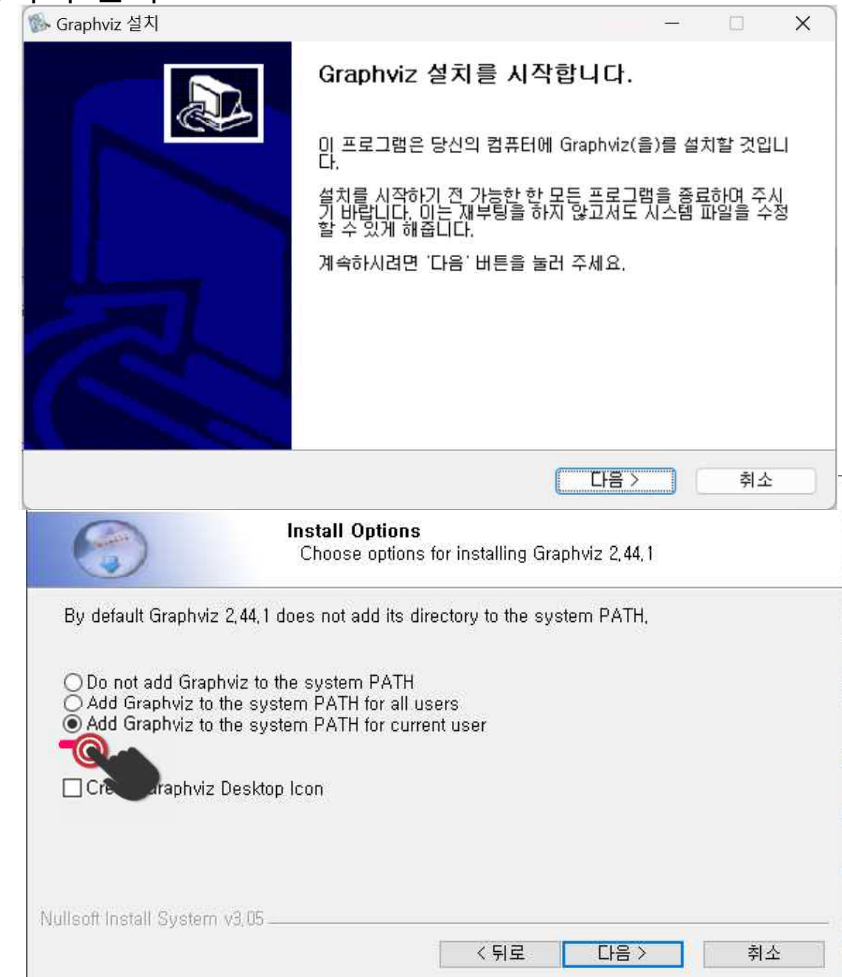 Graphviz 설치
Graphviz 설치를 시작합니다.
이 프로그램은 당신의 컴퓨터에 Graphviz(을)를 설치할 것입니
다.
설치를 시작하기 전 가능한 한 모든 프로그램을 종료하여 주시
기 바랍니다. 이는 재부팅을 하지 않고서도 시스템 파일을 수정
할 수 있게 해줍니다.
계속하시려면 '다음' 버튼을 눌러 주세요.
다음 > 취소
Install Options
Choose options for installing Graphviz 2.44.1
By default Graphviz 2.44.1 does not add its directory to the system PATH.
Do not add Graphviz to the system PATH
Add Graphviz to the system PATH for all users
Add Graphviz to the system PATH for current user
Graphviz Desktop Icon
Nullsoft Install System v3.05
< 뒤로 다음 > 취소